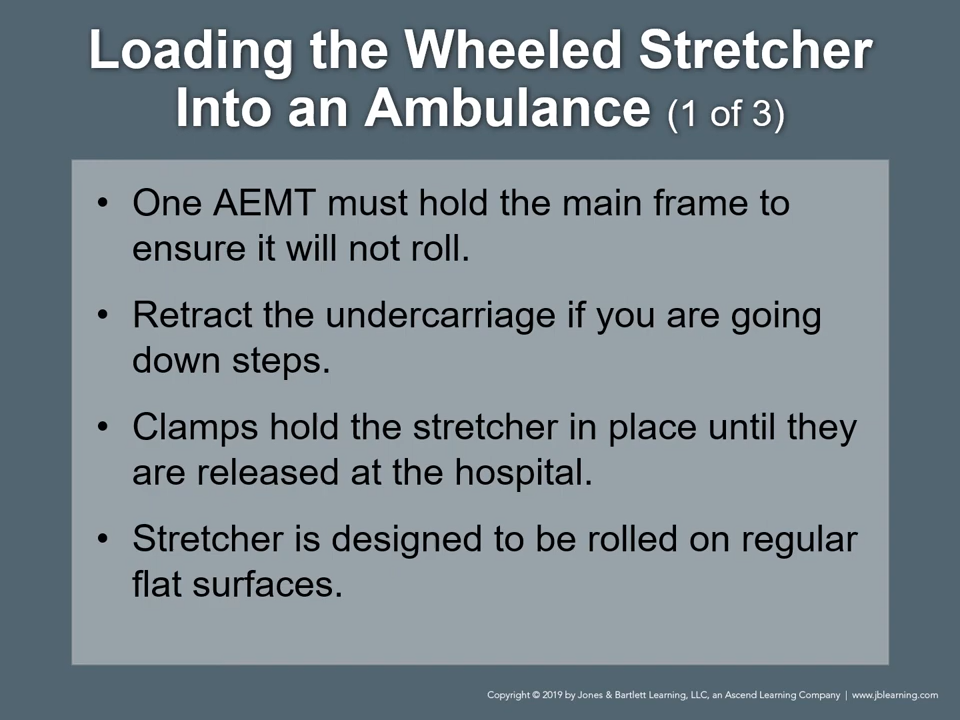 Loading the Wheeled Stretcher
Into an Ambulance (1 of 3)
• One AEMT must hold the main frame to
ensure it will not roll.
• Retract the undercarriage if you are going
down steps.
• Clamps hold the stretcher in place until they
are released at the hospital.
• Stretcher is designed to be rolled on regular
flat surfaces.
Copyright © 2019 by Jones & Bartlett Learning, LLC, an Ascend Learning Company | www.jblearning.com